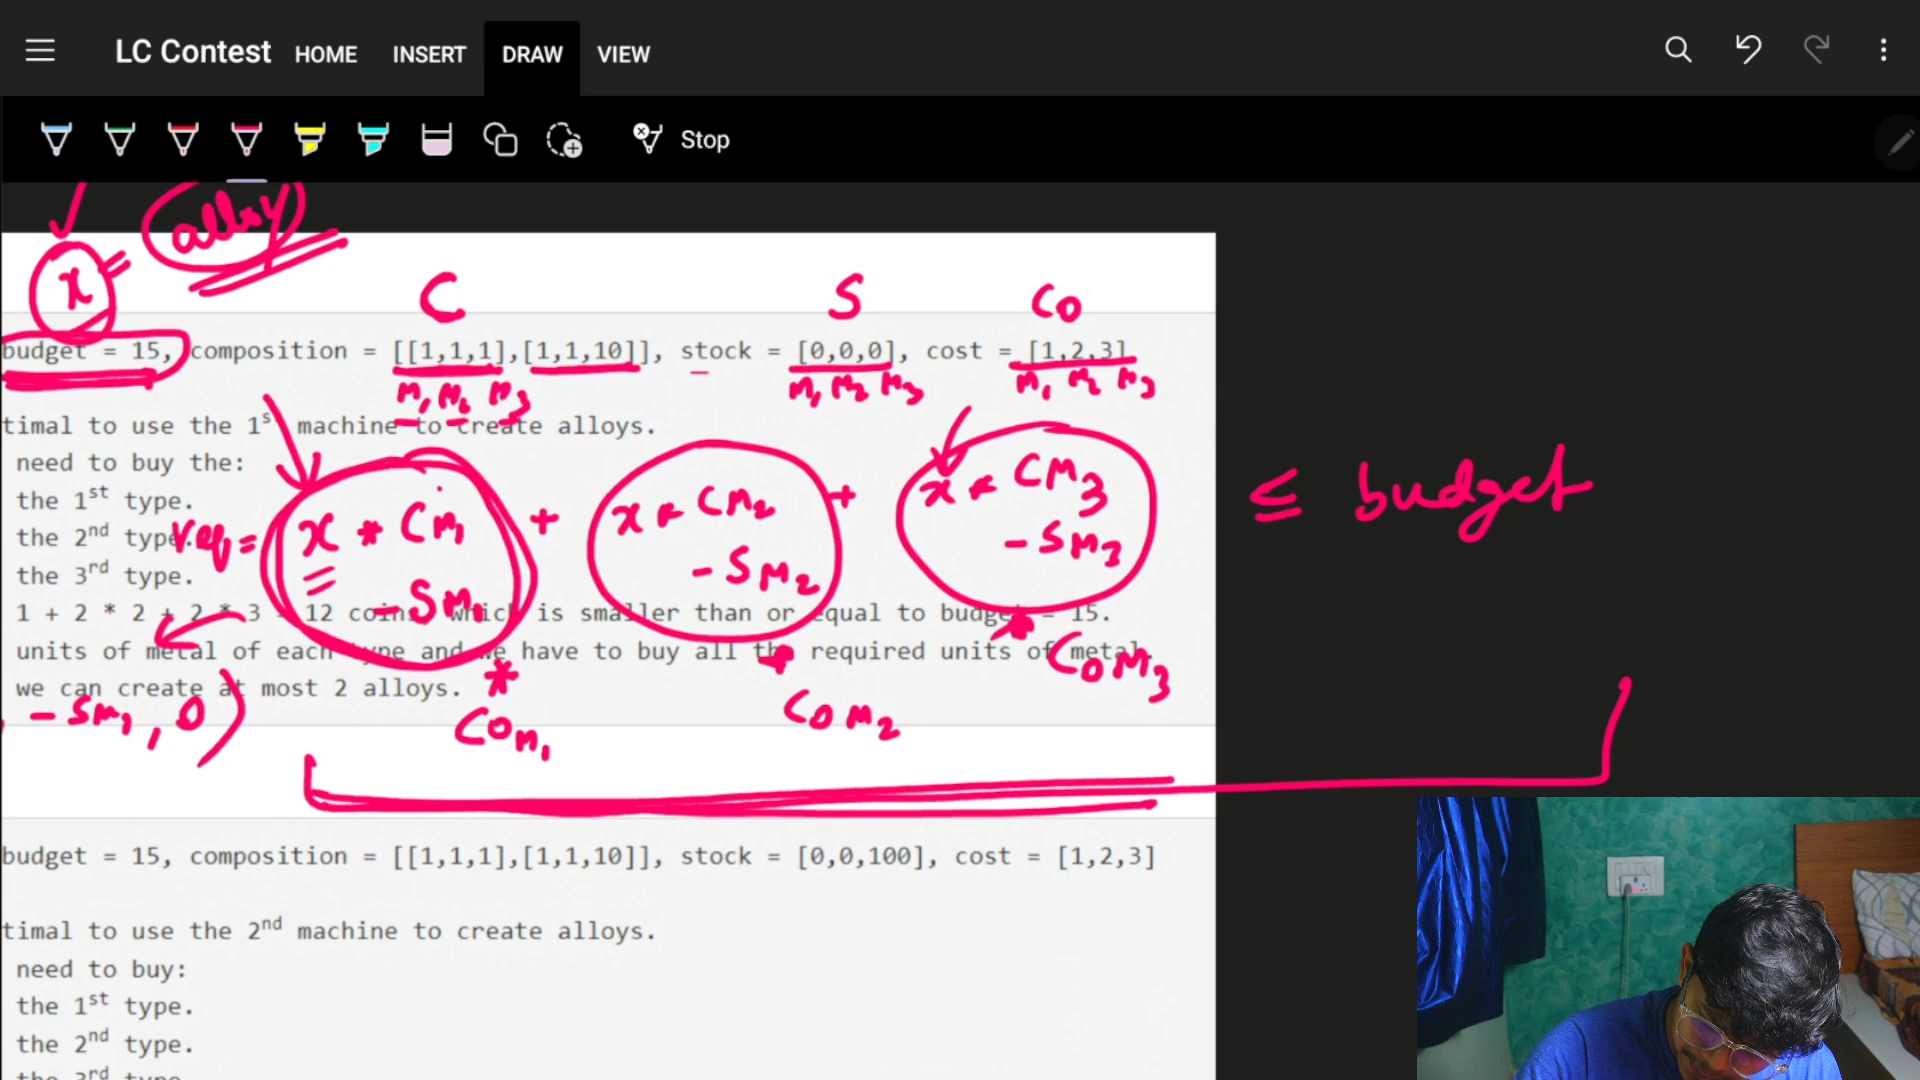 LC Contest HOME INSERT DRAW VIEW
Stop
alloy
x =
C S CO
budget = 15, composition = [[1,1,1],[1,1,10]], stock = [0,0,0], cost = [1,2,3]
M1 M2 M3 M1 M2 M3 M1 M2 M3
timal to use the 1st machine to create alloys.
need to buy the:
the 1st type.
the 2nd type.
the 3rd type.
req = x * CM1 - SM1 + x * CM2 - SM2 + x * CM3 - SM3 ≤ budget
1 + 2 * 2 + 2 * 3 = 12 coins, which is smaller than or equal to budget = 15.
units of metal of each type and we have to buy all the required units of metal.
we can create at most 2 alloys.
* COM1 * COM2 * COM3
- SM1, 0)
budget = 15, composition = [[1,1,1],[1,1,10]], stock = [0,0,100], cost = [1,2,3]
timal to use the 2nd machine to create alloys.
need to buy:
the 1st type.
the 2nd type.
the 3rd type.